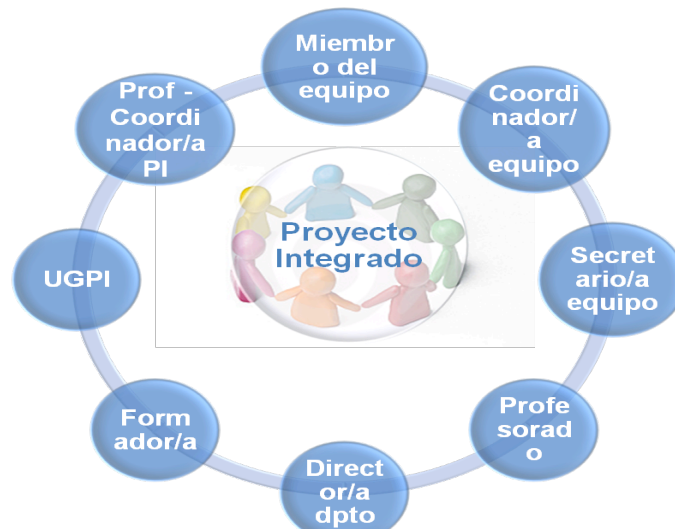 Miembr
o del
equipo
Coordi
nador/
a
equipo
Secret
ario/a
equipo
Profe
sorad
o
Direct
or/a
dpto
Form
ador/a
UGPI
Prof -
Coordi
nador/a
PI
Proyecto
Integrado